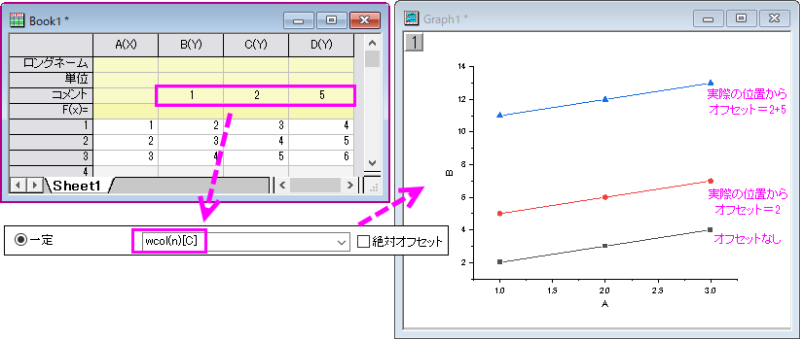 Book1 *
A(X) B(Y) C(Y) D(Y)
ロングネーム
単位
コメント 1 2 5
F(x)=
1 1 2 3 4
2 2 3 4 5
3 3 4 5 6
4
Sheet1
一定 wcol(n)[C] 絶対オフセット
Graph1 *
1
14
12
10
8
6
4
2
B
1.0 1.5 2.0 2.5 3.0
A
実際の位置から
オフセット＝2+5
実際の位置から
オフセット＝2
オフセットなし